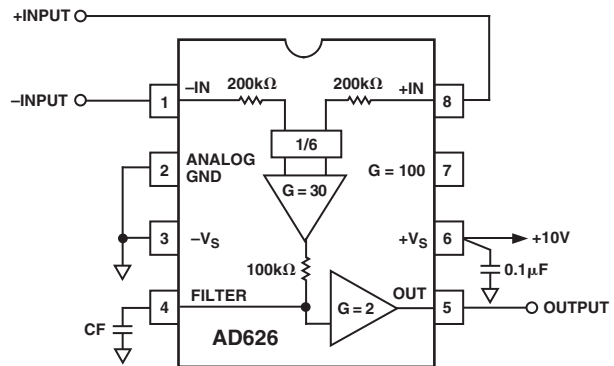 +INPUT
200kΩ 200kΩ
–INPUT 1 –IN +IN 8
1/6
2 ANALOG GND G = 100 7
G = 30
3 –VS +VS 6 +10V
100kΩ 0.1μF
4 FILTER OUT 5 OUTPUT
G = 2
CF
AD626